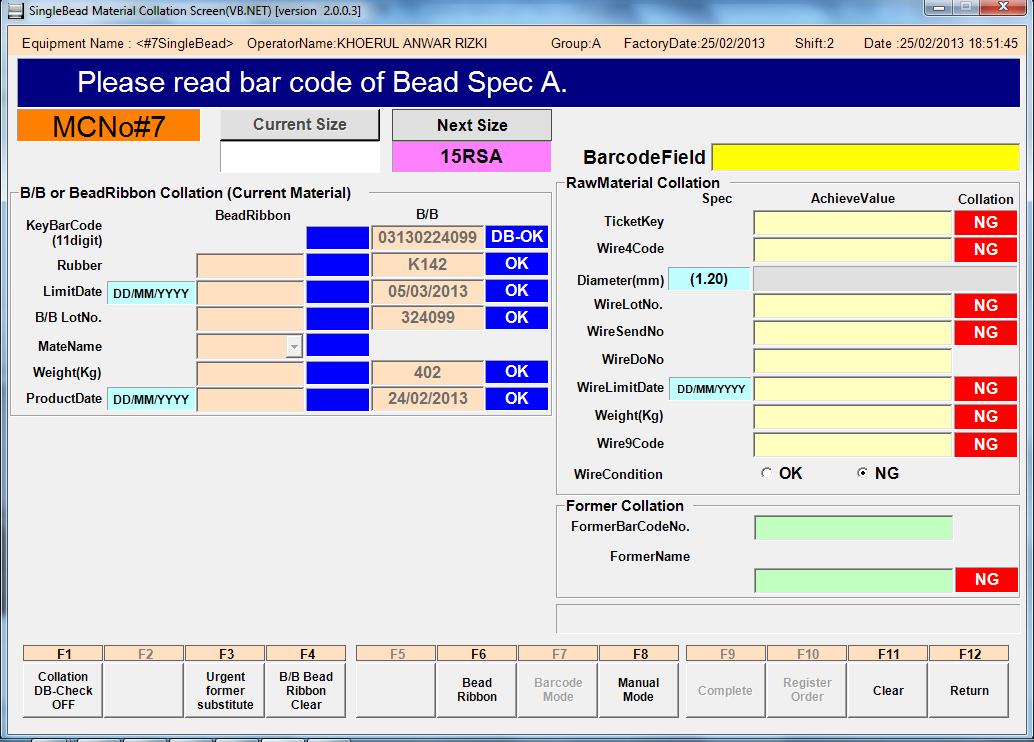 SingleBead Material Collation Screen(VB.NET) [version  2.0.0.3]
Equipment Name : <#7SingleBead> OperatorName:KHOERUL ANWAR RIZKI Group:A FactoryDate:25/02/2013 Shift:2 Date :25/02/2013 18:51:45
Please read bar code of Bead Spec A.
MCNo#7
Current Size
Next Size
15RSA
BarcodeField
B/B or BeadRibbon Collation (Current Material)
BeadRibbon B/B
KeyBarCode
(11digit) 03130224099 DB-OK
Rubber K142 OK
LimitDate DD/MM/YYYY 05/03/2013 OK
B/B LotNo. 324099 OK
MateName
Weight(Kg) 402 OK
ProductDate DD/MM/YYYY 24/02/2013 OK
RawMaterial Collation
Spec AchieveValue Collation
TicketKey NG
Wire4Code NG
Diameter(mm) (1.20)
WireLotNo. NG
WireSendNo NG
WireDoNo
WireLimitDate DD/MM/YYYY NG
Weight(Kg) NG
Wire9Code NG
WireCondition OK NG
Former Collation
FormerBarCodeNo.
FormerName
NG
F1 F2 F3 F4 F5 F6 F7 F8 F9 F10 F11 F12
Collation
DB-Check
OFF
Urgent
former
substitute
B/B Bead
Ribbon
Clear
Bead
Ribbon
Barcode
Mode
Manual
Mode
Complete
Register
Order
Clear
Return